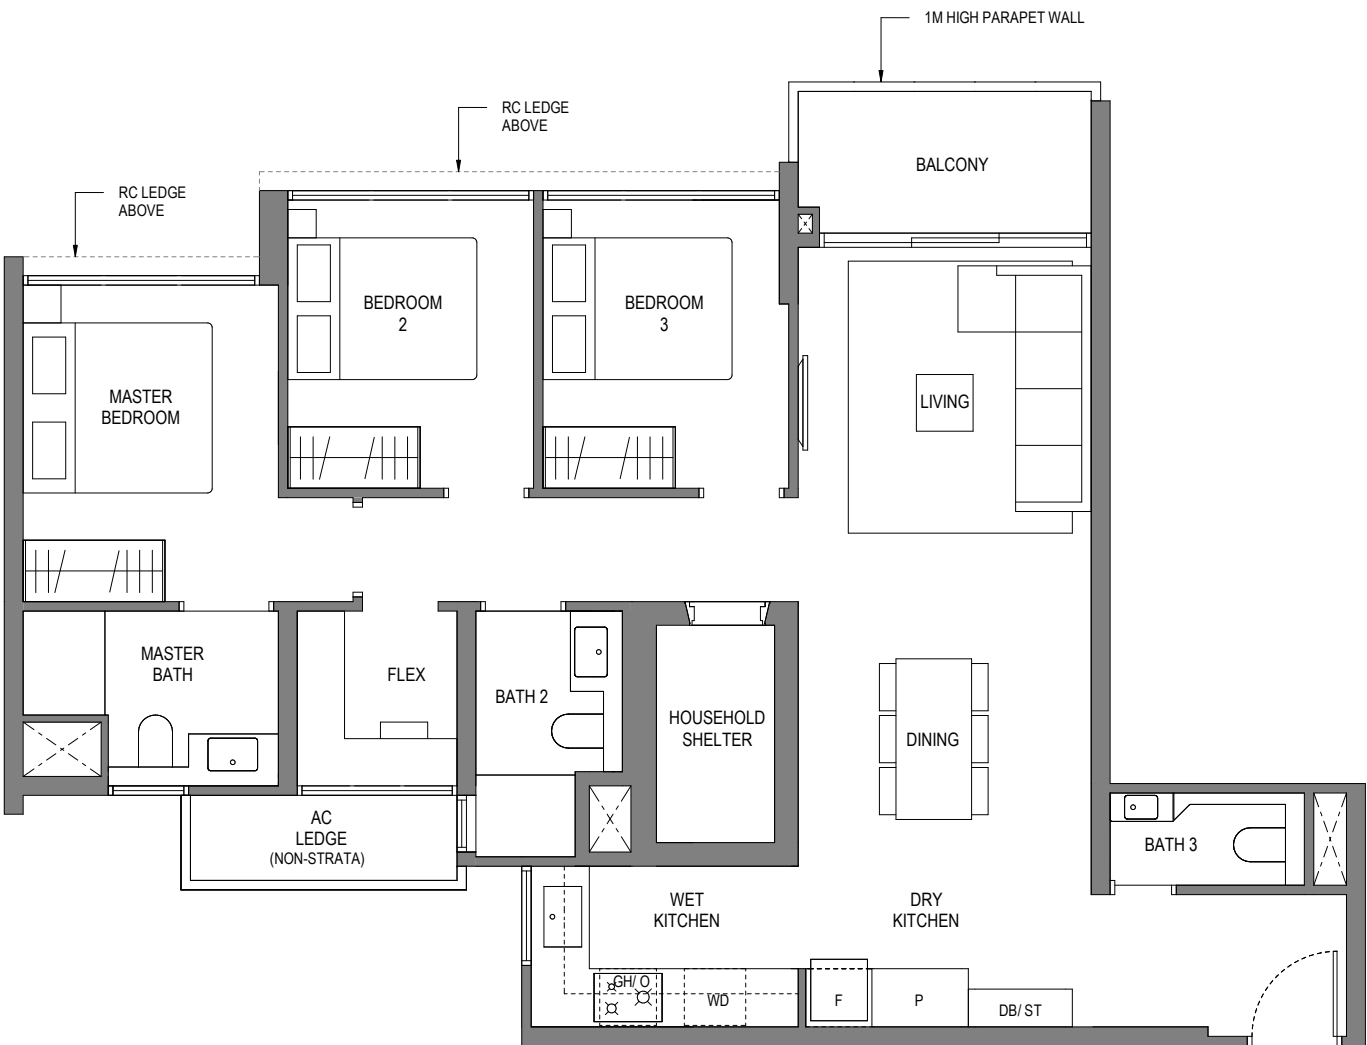 1M HIGH PARAPET WALL
RC LEDGE
ABOVE
RC LEDGE
ABOVE
BALCONY
BEDROOM
2
BEDROOM
3
MASTER
BEDROOM
LIVING
MASTER
BATH
FLEX
BATH 2
HOUSEHOLD
SHELTER
DINING
AC
LEDGE
(NON-STRATA)
BATH 3
WET
KITCHEN
DRY
KITCHEN
GH/ O
WD
F
P
DB/ ST